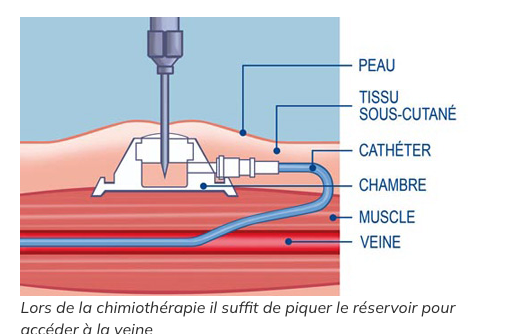 PEAU
TISSU
SOUS-CUTANÉ
CATHÉTER
CHAMBRE
MUSCLE
VEINE
Lors de la chimiothérapie il suffit de piquer le réservoir pour
accéder à la veine